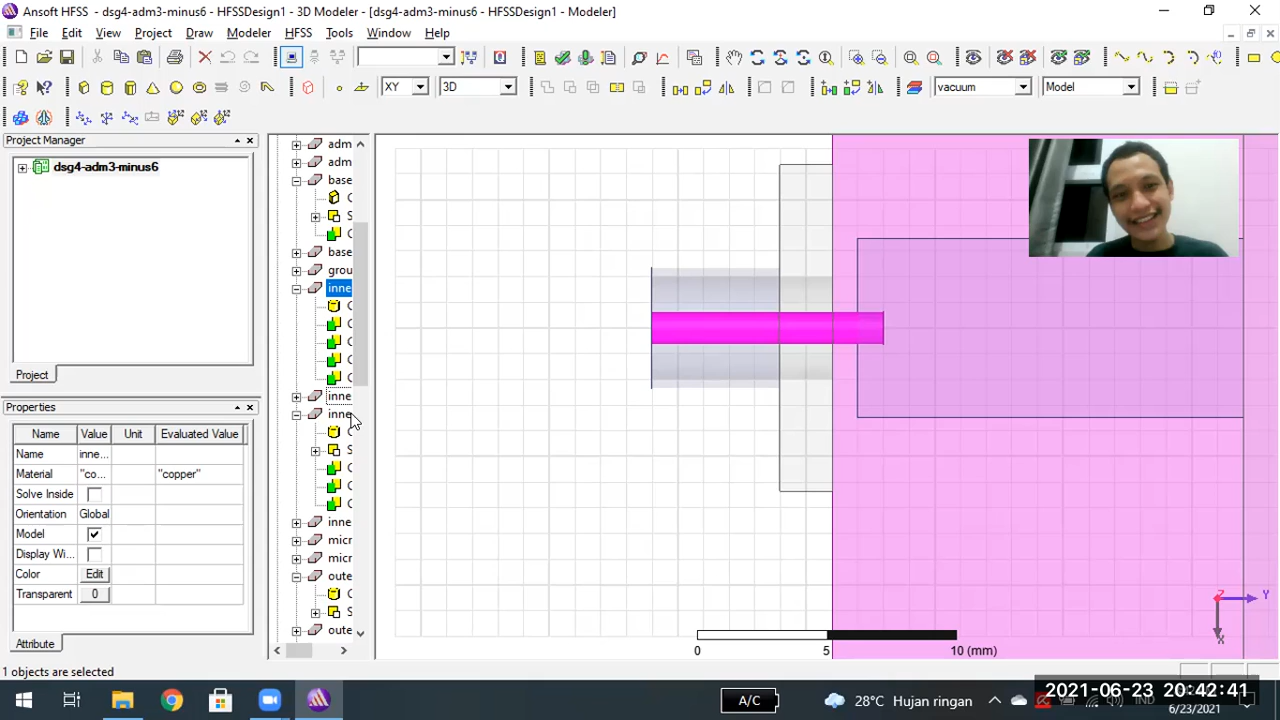 Ansoft HFSS - dsg4-adm3-minus6 - HFSSDesign1 - 3D Modeler - [dsg4-adm3-minus6 - HFSSDesign1 - Modeler]
File Edit View Project Draw Modeler HFSS Tools Window Help
XY 3D vacuum Model
Project Manager
dsg4-adm3-minus6
Project
Properties
Name Value Unit Evaluated Value
Name inne...
Material "co... "copper"
Solve Inside
Orientation Global
Model
Display Wi...
Color Edit
Transparent 0
Attribute
adm
adm
base
C
S
C
base
grou
inne
C
C
C
C
C
inne
inne
C
S
C
C
C
inne
micr
micr
oute
C
S
oute
Z
Y
X
0 5 10 (mm)
1 objects are selected
A/C
28°C Hujan ringan
IND
2021-06-23 20:42:41
6/23/2021